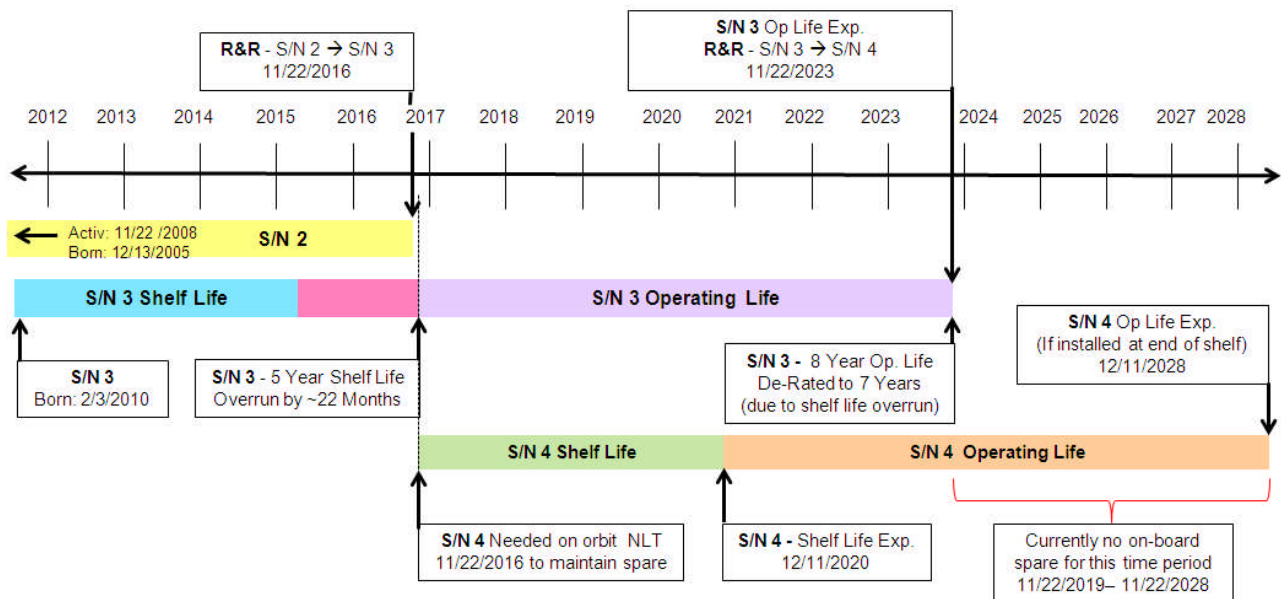 R&R - S/N 2 → S/N 3
11/22/2016
S/N 3 Op Life Exp.
R&R - S/N 3 → S/N 4
11/22/2023
2012 2013 2014 2015 2016 2017 2018 2019 2020 2021 2022 2023 2024 2025 2026 2027 2028
Activ: 11/22 /2008
Born: 12/13/2005
S/N 2
S/N 3 Shelf Life
S/N 3 Operating Life
S/N 3
Born: 2/3/2010
S/N 3 - 5 Year Shelf Life
Overrun by ~22 Months
S/N 3 - 8 Year Op. Life
De-Rated to 7 Years
(due to shelf life overrun)
S/N 4 Op Life Exp.
(If installed at end of shelf)
12/11/2028
S/N 4 Shelf Life
S/N 4 Operating Life
S/N 4 Needed on orbit NLT
11/22/2016 to maintain spare
S/N 4 - Shelf Life Exp.
12/11/2020
Currently no on-board
spare for this time period
11/22/2019– 11/22/2028